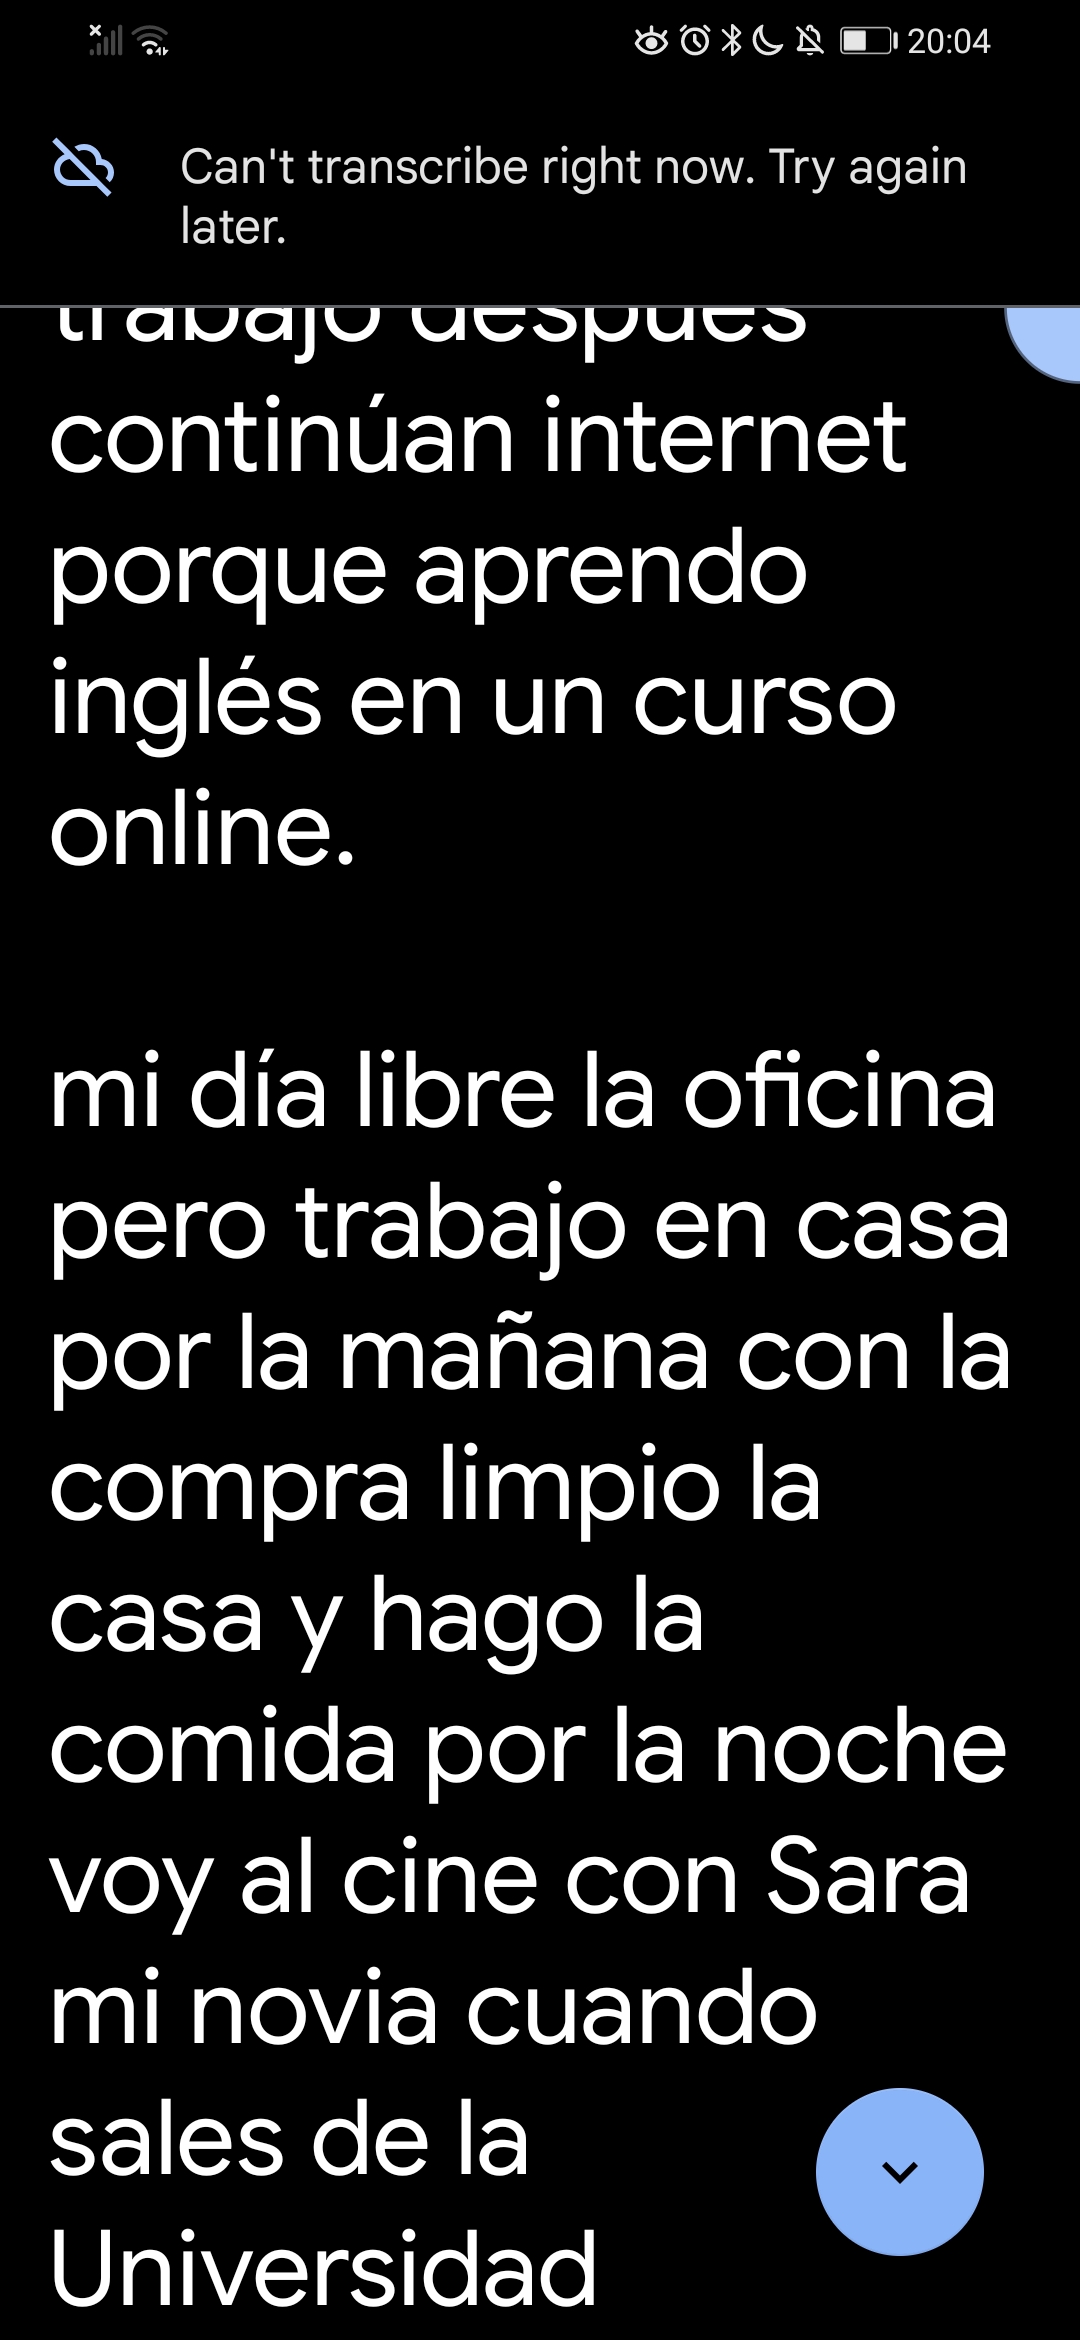 20:04
Can't transcribe right now. Try again
later.
trabajo después
continúan internet
porque aprendo
inglés en un curso
online.
mi día libre la oficina
pero trabajo en casa
por la mañana con la
compra limpio la
casa y hago la
comida por la noche
voy al cine con Sara
mi novia cuando
sales de la
Universidad